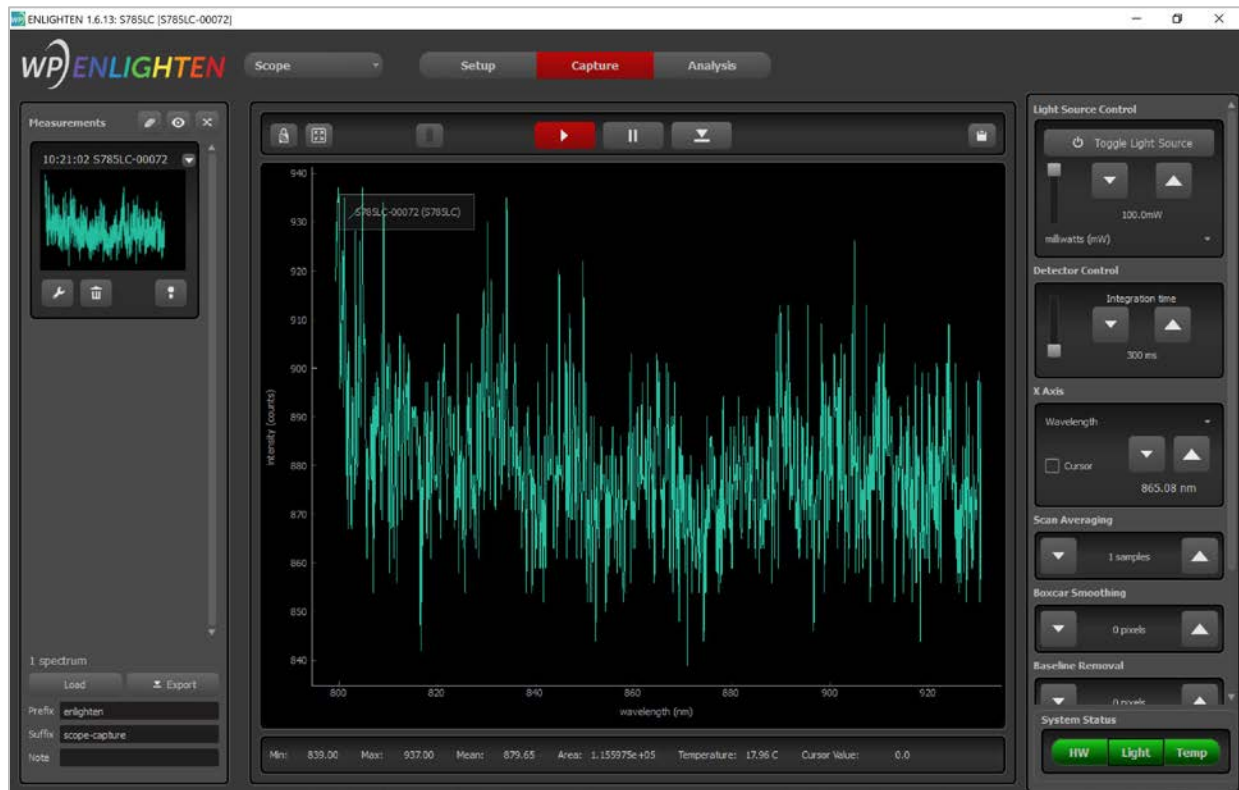 ENLIGHTEN 1.6.13: S785LC [S785LC-00072]
WP ENLIGHTEN
Scope
Setup
Capture
Analysis
Measurements
10:21:02 S785LC-00072
1 spectrum
Load
Export
Prefix enlighten
Suffix scope-capture
Note
940
930
920
910
900
890
880
870
860
850
840
intensity (counts)
S785LC-00072 (S785LC)
800 820 840 860 880 900 920
wavelength (nm)
Min: 839.00 Max: 937.00 Mean: 879.65 Area: 1.155975e+05 Temperature: 17.96 C Cursor Value: 0.0
Light Source Control
Toggle Light Source
100.0mW
milliwatts (mW)
Detector Control
Integration time
300 ms
X Axis
Wavelength
Cursor
865.08 nm
Scan Averaging
1 samples
Boxcar Smoothing
0 pixels
Baseline Removal
0 pixels
System Status
HW Light Temp